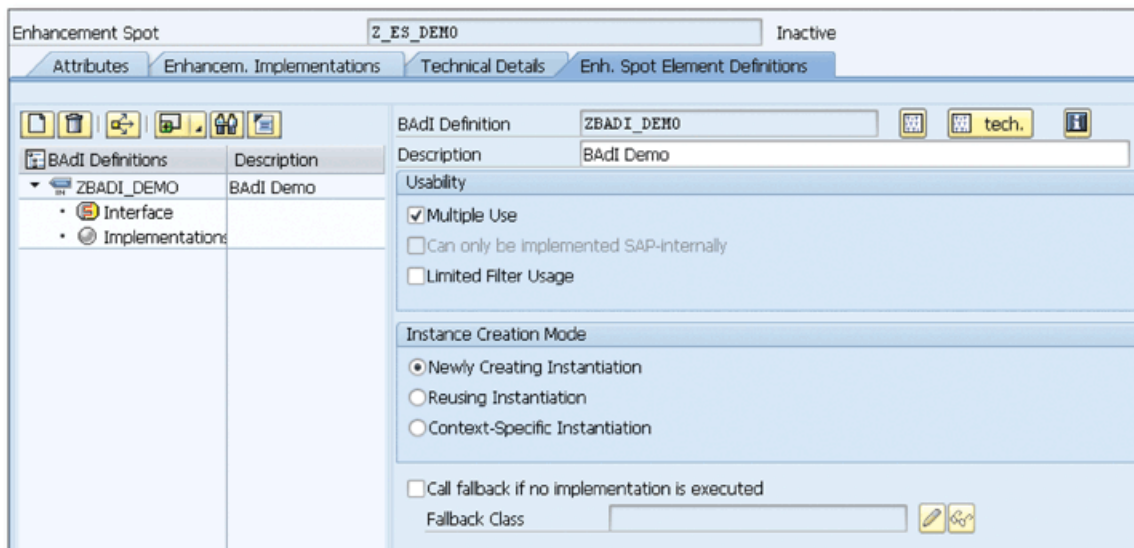 Enhancement Spot Z_ES_DEMO Inactive
Attributes Enhancem. Implementations Technical Details Enh. Spot Element Definitions
BAdI Definition ZBADI_DEMO tech.
BAdI Definitions Description
Description BAdI Demo
ZBADI_DEMO BAdI Demo
Interface
Implementations
Usability
Multiple Use
Can only be implemented SAP-internally
Limited Filter Usage
Instance Creation Mode
Newly Creating Instantiation
Reusing Instantiation
Context-Specific Instantiation
Call fallback if no implementation is executed
Fallback Class